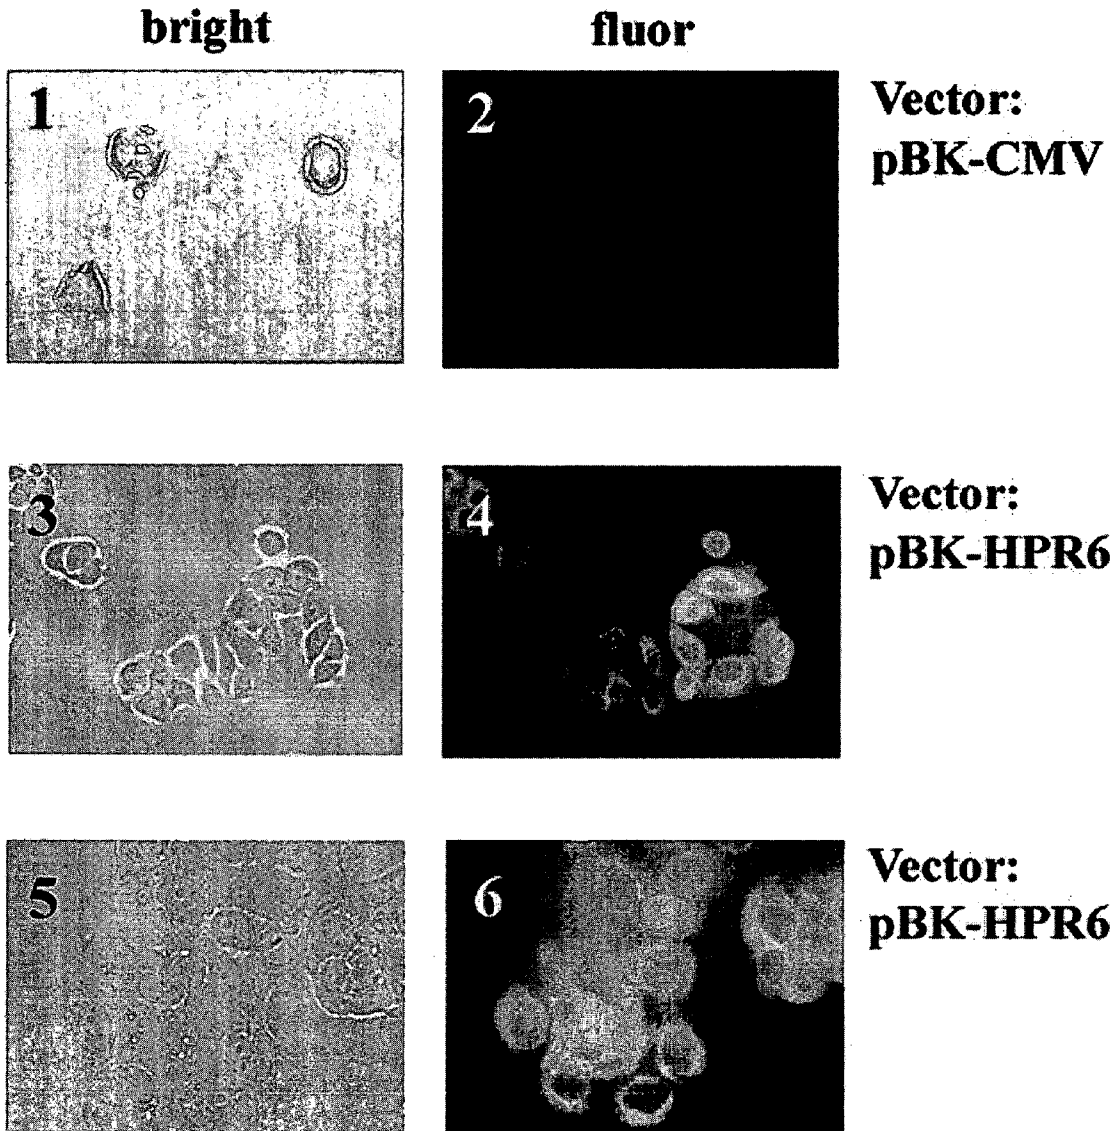 bright
fluor
1
2
Vector:
pBK-CMV
3
4
Vector:
pBK-HPR6
5
6
Vector:
pBK-HPR6